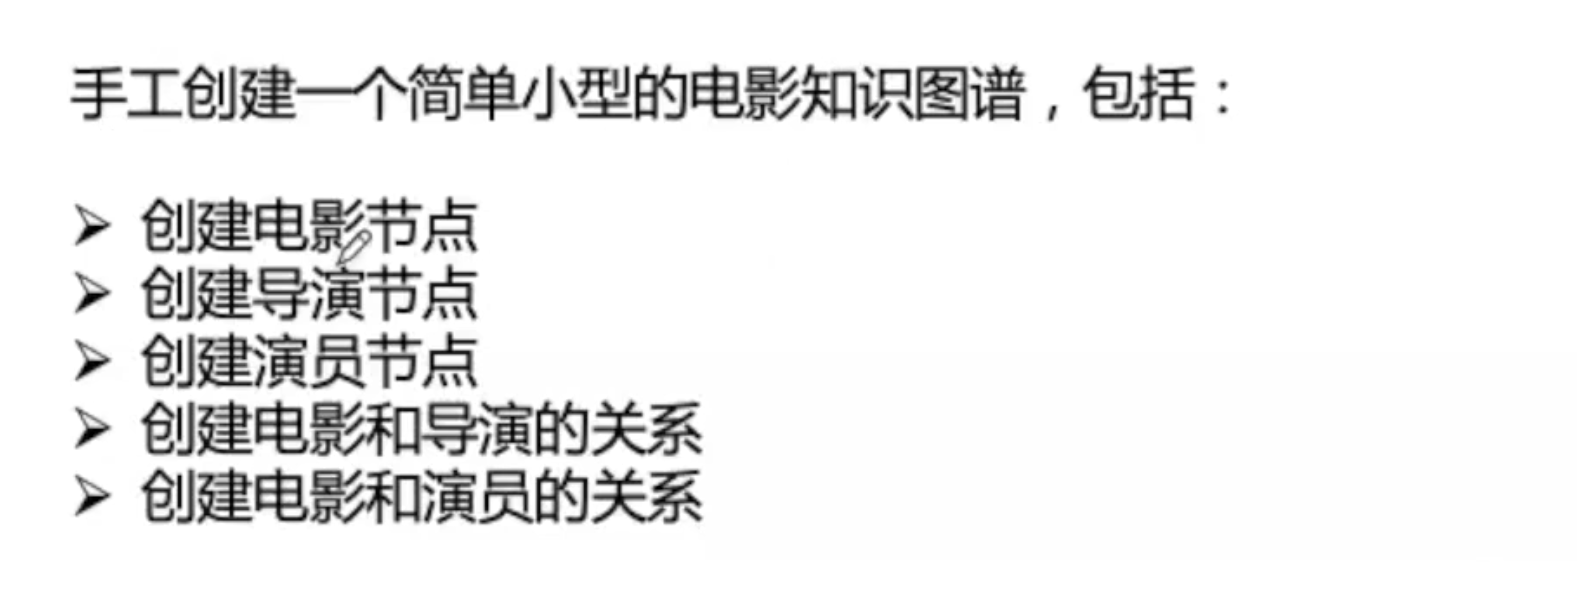 手工创建一个简单小型的电影知识图谱，包括：
➢ 创建电影节点
➢ 创建导演节点
➢ 创建演员节点
➢ 创建电影和导演的关系
➢ 创建电影和演员的关系